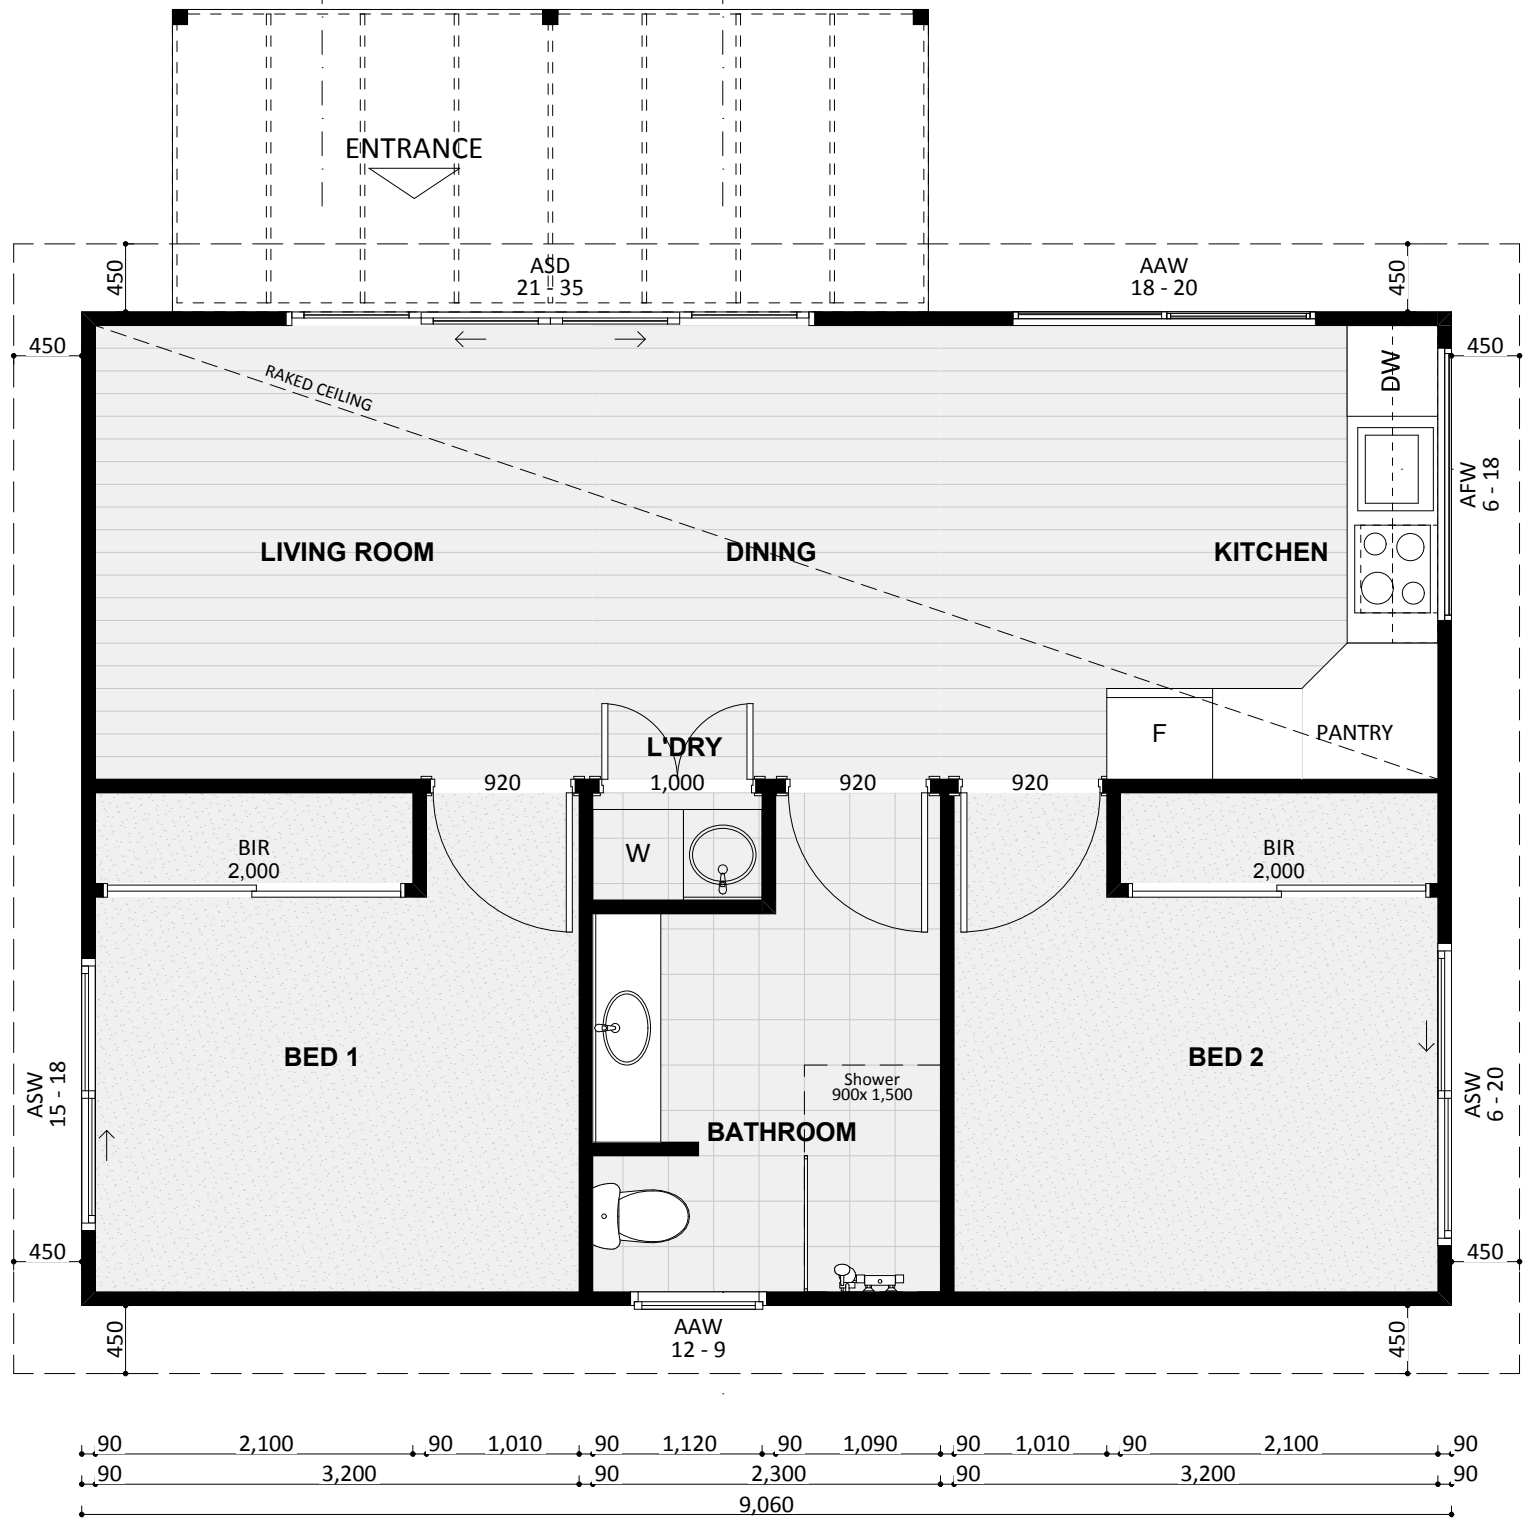 ENTRANCE
450
ASD
21 - 35
AAW
18 - 20
450
450
450
RAKED CEILING
DW
AFW
6 - 18
LIVING ROOM
DINING
KITCHEN
F
PANTRY
L'DRY
920
1,000
920
920
BIR
2,000
W
BIR
2,000
ASW
15 - 18
BED 1
BED 2
Shower
900x 1,500
BATHROOM
ASW
6 - 20
450
450
450
AAW
12 - 9
450
90 2,100 90 1,010 90 1,120 90 1,090 90 1,010 90 2,100 90
90 3,200 90 2,300 90 3,200 90
9,060